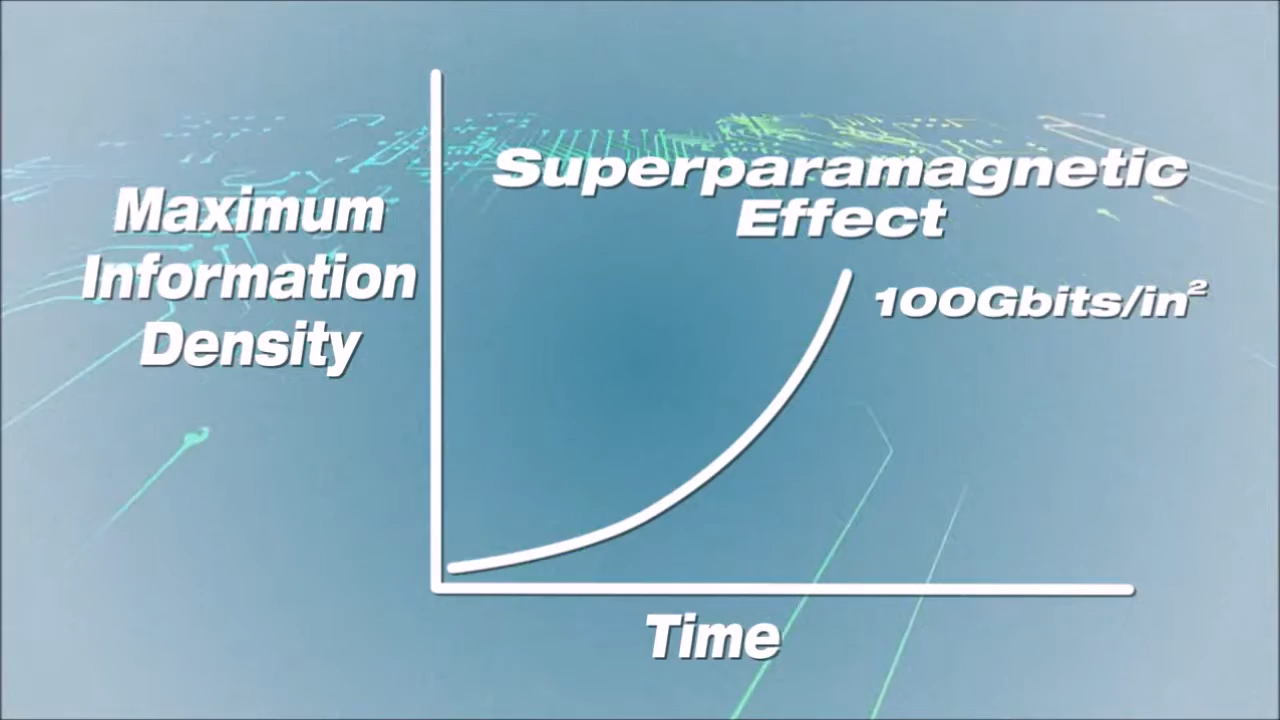 Superparamagnetic
Effect
Maximum
Information
Density
100Gbits/in²
Time